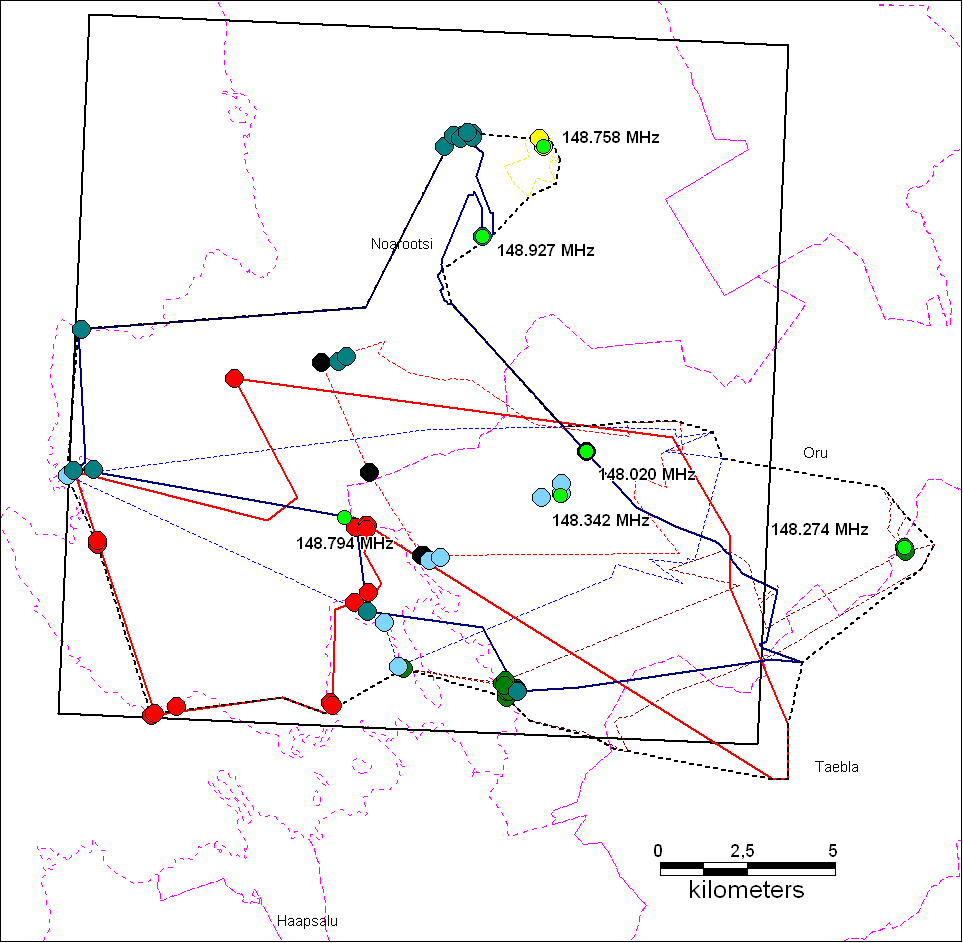 148.758 MHz
Noarootsi
148.927 MHz
Oru
148.020 MHz
148.342 MHz
148.274 MHz
148.794 MHz
Taebla
0 2,5 5
kilometers
Haapsalu